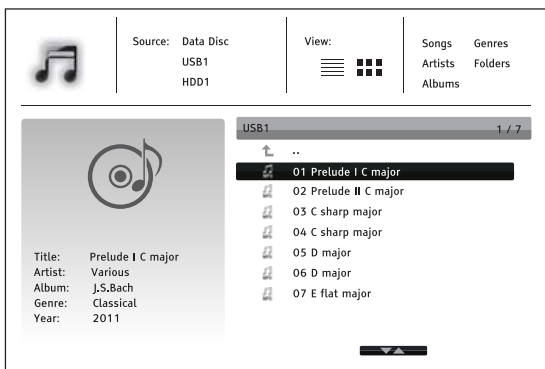 Source: Data Disc
USB1
HDD1
View:
Songs Genres
Artists Folders
Albums
Title: Prelude I C major
Artist: Various
Album: J.S.Bach
Genre: Classical
Year: 2011
USB1 1 / 7
..
01 Prelude I C major
02 Prelude II C major
03 C sharp major
04 C sharp major
05 D major
06 D major
07 E flat major